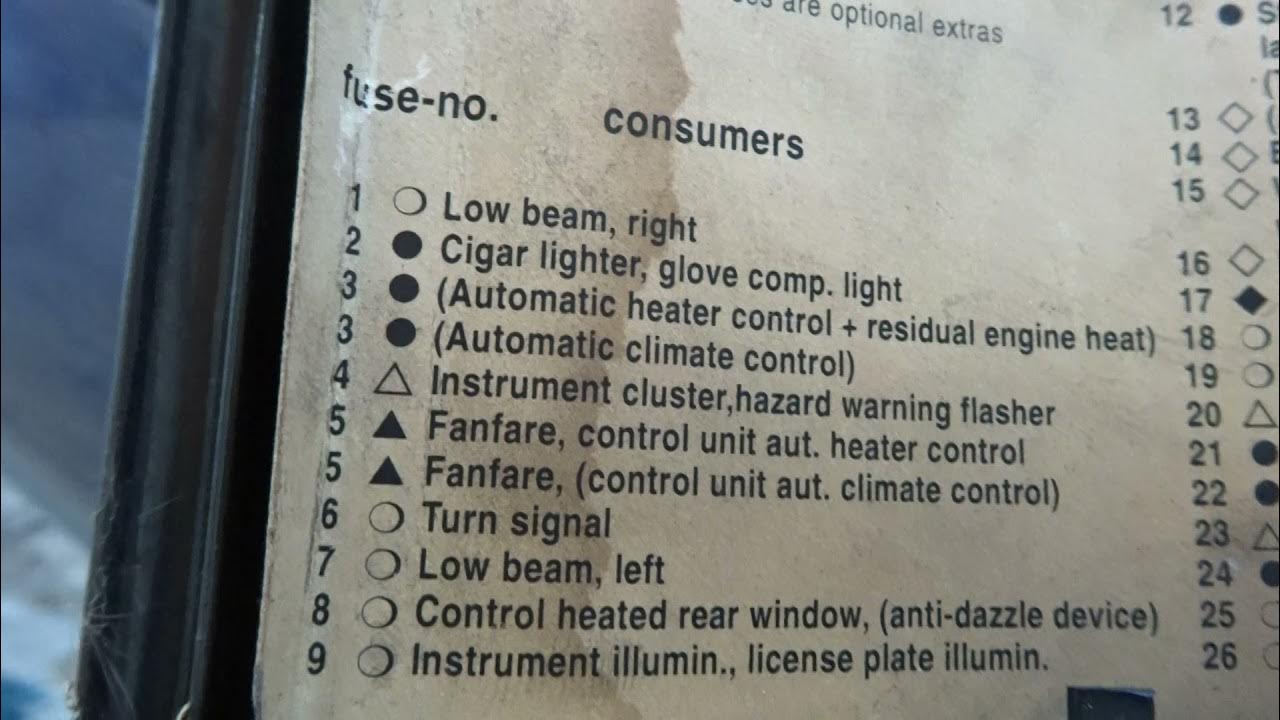 are optional extras
fuse-no. consumers
1 ○ Low beam, right
2 ● Cigar lighter, glove comp. light
3 ● (Automatic heater control + residual engine heat)
3 ● (Automatic climate control)
4 △ Instrument cluster,hazard warning flasher
5 ▲ Fanfare, control unit aut. heater control
5 ▲ Fanfare, (control unit aut. climate control)
6 ○ Turn signal
7 ○ Low beam, left
8 ○ Control heated rear window, (anti-dazzle device)
9 ○ Instrument illumin., license plate illumin.
12 ●
13 ◇
14 ◇
15 ◇
16 ◇
17 ◆
18 ○
19 ○
20 △
21 ●
22 ●
23 △
24 ●
25 ○
26 ○